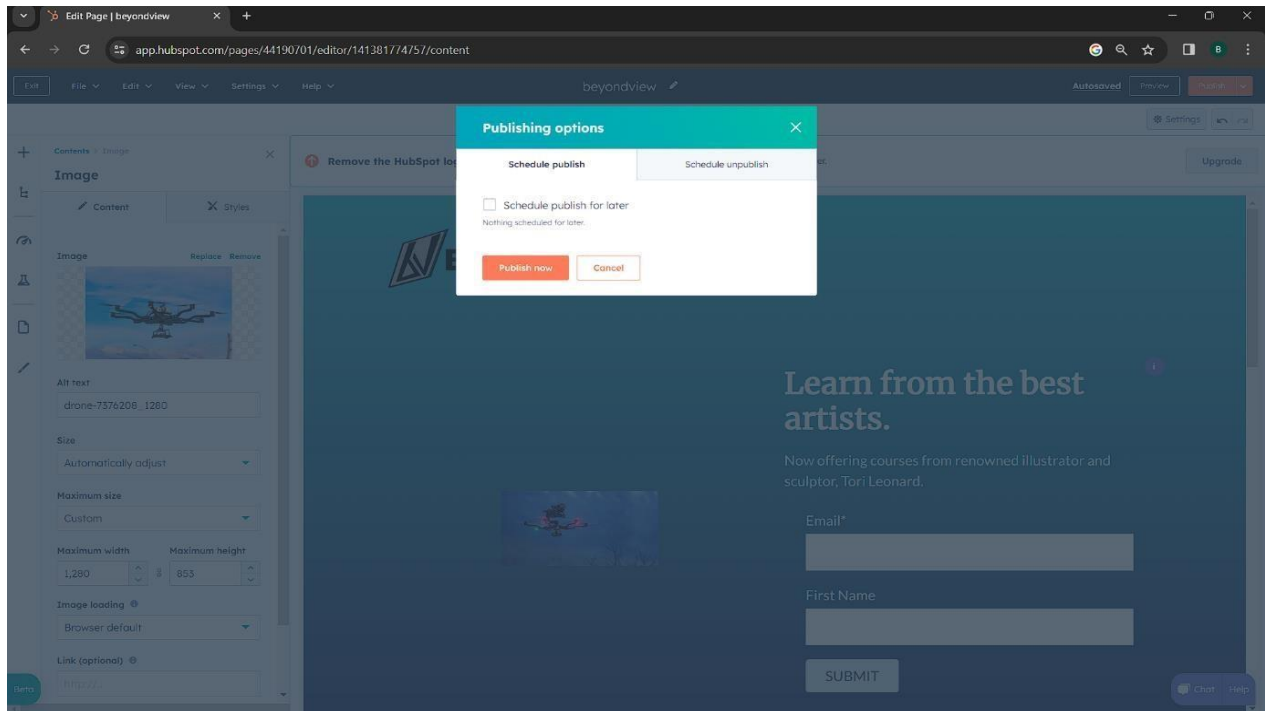 Edit Page | beyondview
app.hubspot.com/pages/44190701/editor/141381774757/content
B
Exit File Edit View Settings Help beyondview Autosaved Preview Publish
Settings
Publishing options
Schedule publish Schedule unpublish
Schedule publish for later
Nothing scheduled for later.
Publish now Cancel
Contents > Image
Image
Content Styles
Image Replace Remove
Alt text
drone-7376208_1280
Size
Automatically adjust
Maximum size
Custom
Maximum width Maximum height
1,280 853
Image loading
Browser default
Link (optional)
Beta
Remove the HubSpot lo
er.
Upgrade
Learn from the best
artists.
Now offering courses from renowned illustrator and
sculptor, Tori Leonard.
Email*
First Name
SUBMIT
Chat Help